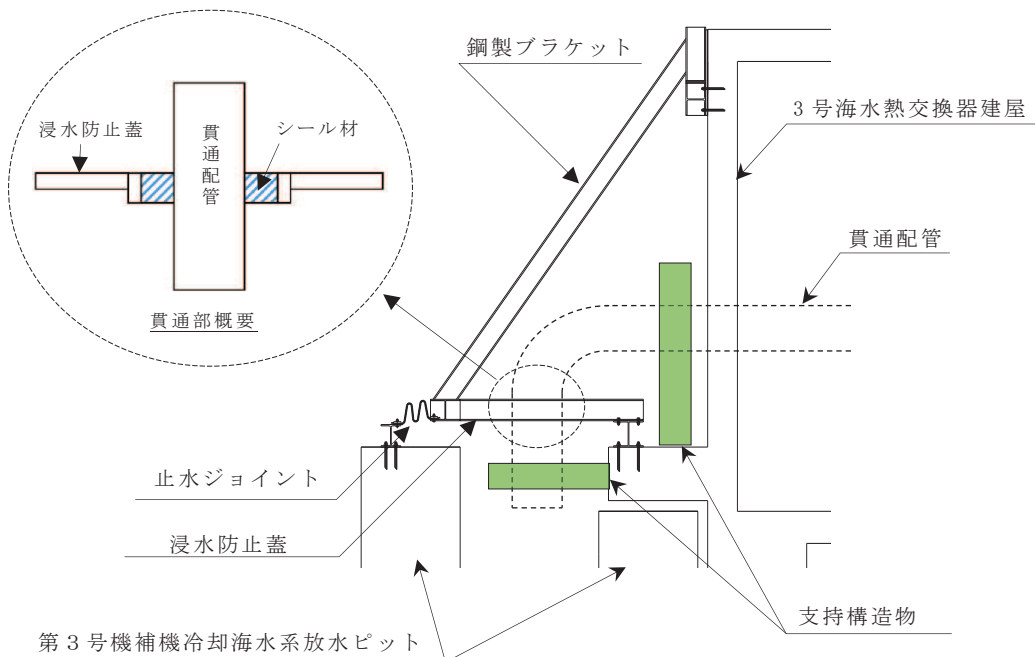 鋼製ブラケット
浸水防止蓋
シール材
貫通配管
3号海水熱交換器建屋
貫通配管
貫通部概要
止水ジョイント
浸水防止蓋
支持構造物
第3号機補機冷却海水系放水ピット